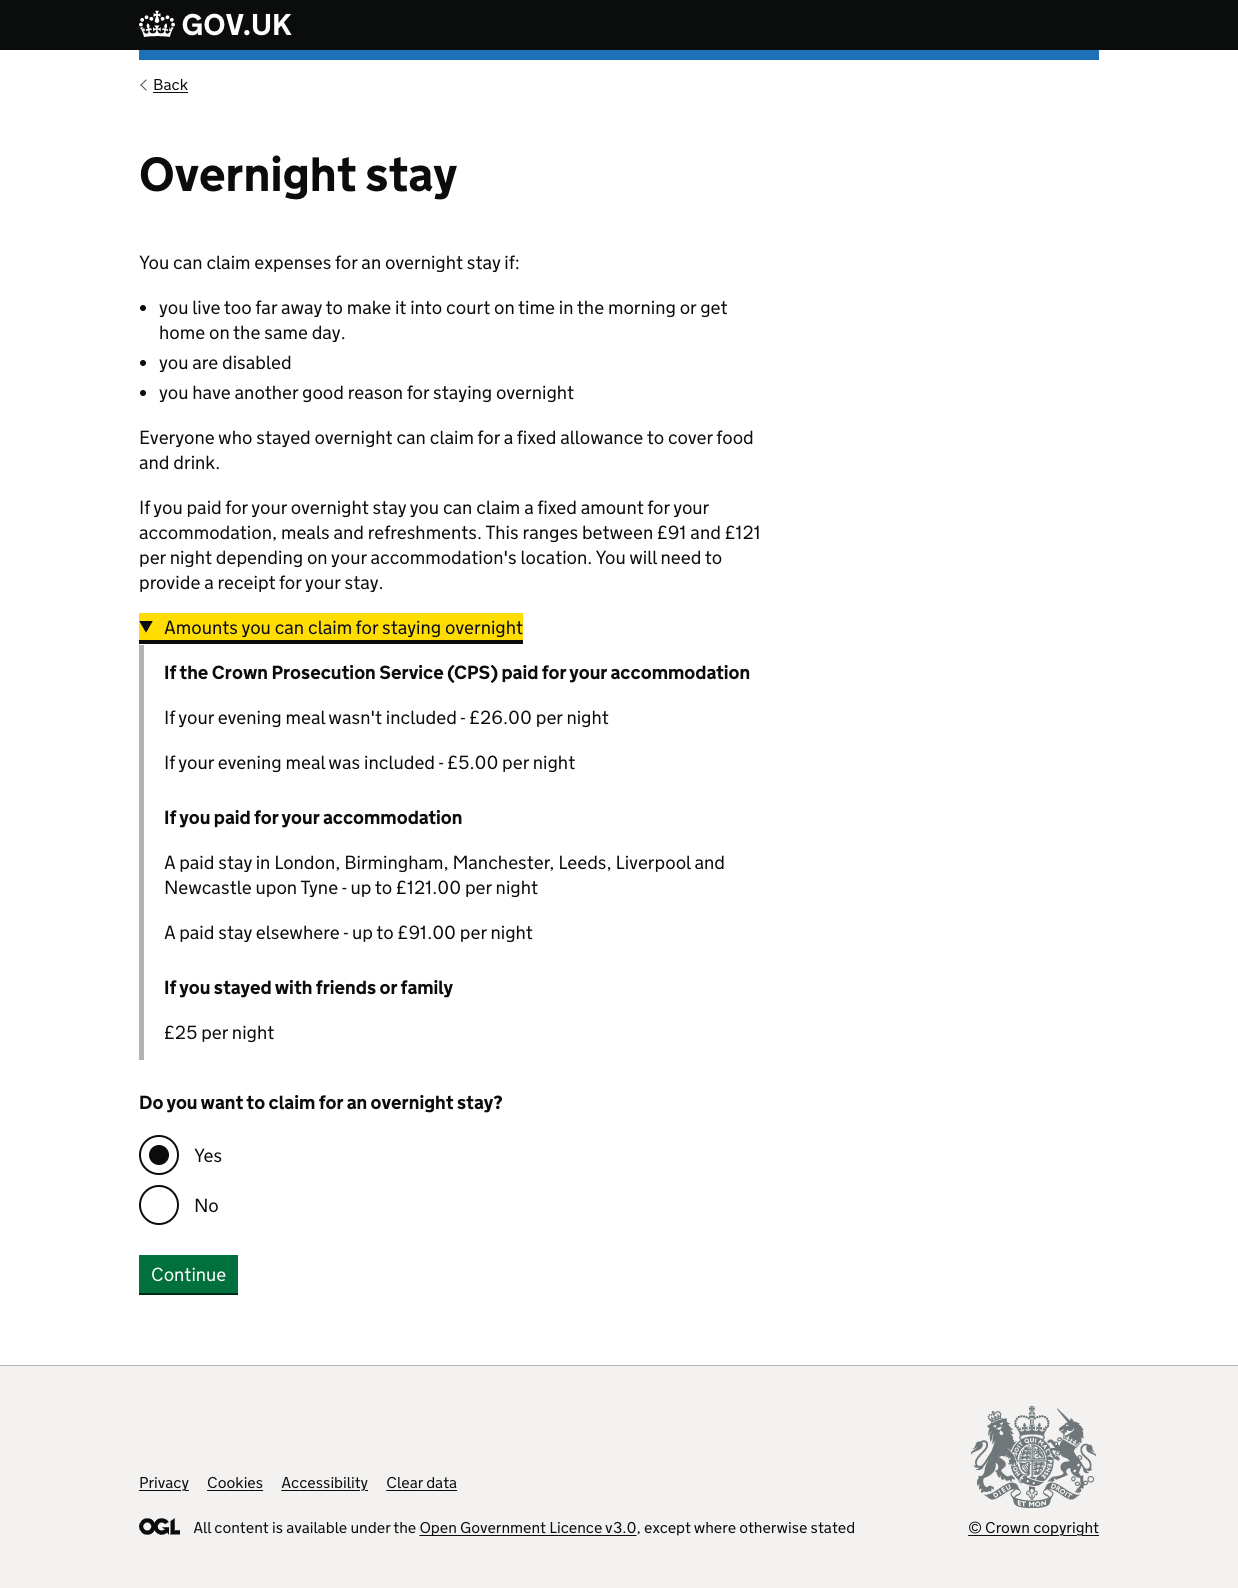 GOV.UK
Back
Overnight stay
You can claim expenses for an overnight stay if:
• you live too far away to make it into court on time in the morning or get
home on the same day.
• you are disabled
• you have another good reason for staying overnight
Everyone who stayed overnight can claim for a fixed allowance to cover food
and drink.
If you paid for your overnight stay you can claim a fixed amount for your
accommodation, meals and refreshments. This ranges between £91 and £121
per night depending on your accommodation's location. You will need to
provide a receipt for your stay.
Amounts you can claim for staying overnight
If the Crown Prosecution Service (CPS) paid for your accommodation
If your evening meal wasn't included - £26.00 per night
If your evening meal was included - £5.00 per night
If you paid for your accommodation
A paid stay in London, Birmingham, Manchester, Leeds, Liverpool and
Newcastle upon Tyne - up to £121.00 per night
A paid stay elsewhere - up to £91.00 per night
If you stayed with friends or family
£25 per night
Do you want to claim for an overnight stay?
Yes
No
Continue
Privacy Cookies Accessibility Clear data
OGL All content is available under the Open Government Licence v3.0, except where otherwise stated
DIEU ET MON DROIT
© Crown copyright